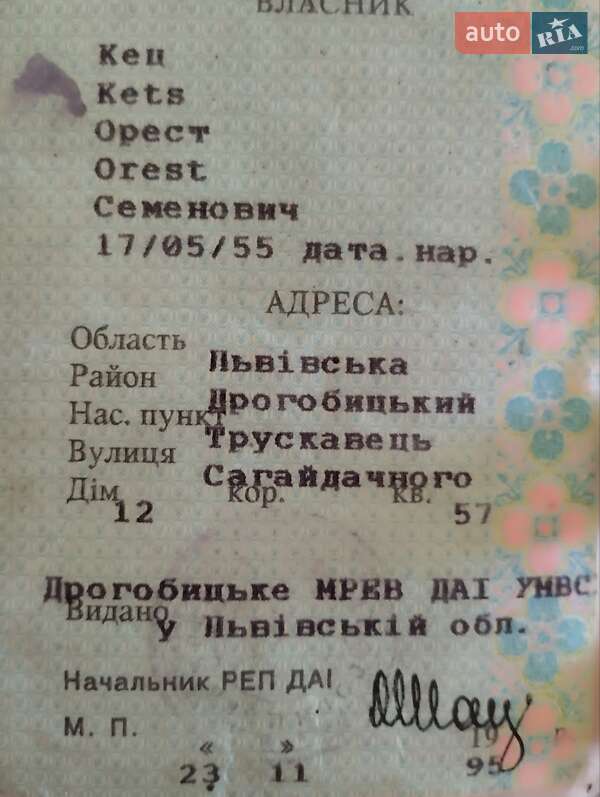 ВЛАСНИК
auto RIA .com
Кец
Kets
Орест
Orest
Семенович
17/05/55 дата.нар.
АДРЕСА:
Область Львівська
Район Дрогобицький
Нас. пункт Трускавець
Вулиця Сагайдачного
Дім 12 кор. кв. 57
Дрогобицьке МРЕВ ДАІ УМВС
Видано у Львівській обл.
Начальник РЕП ДАІ
М. П.
« 23 » 11 1995 р.